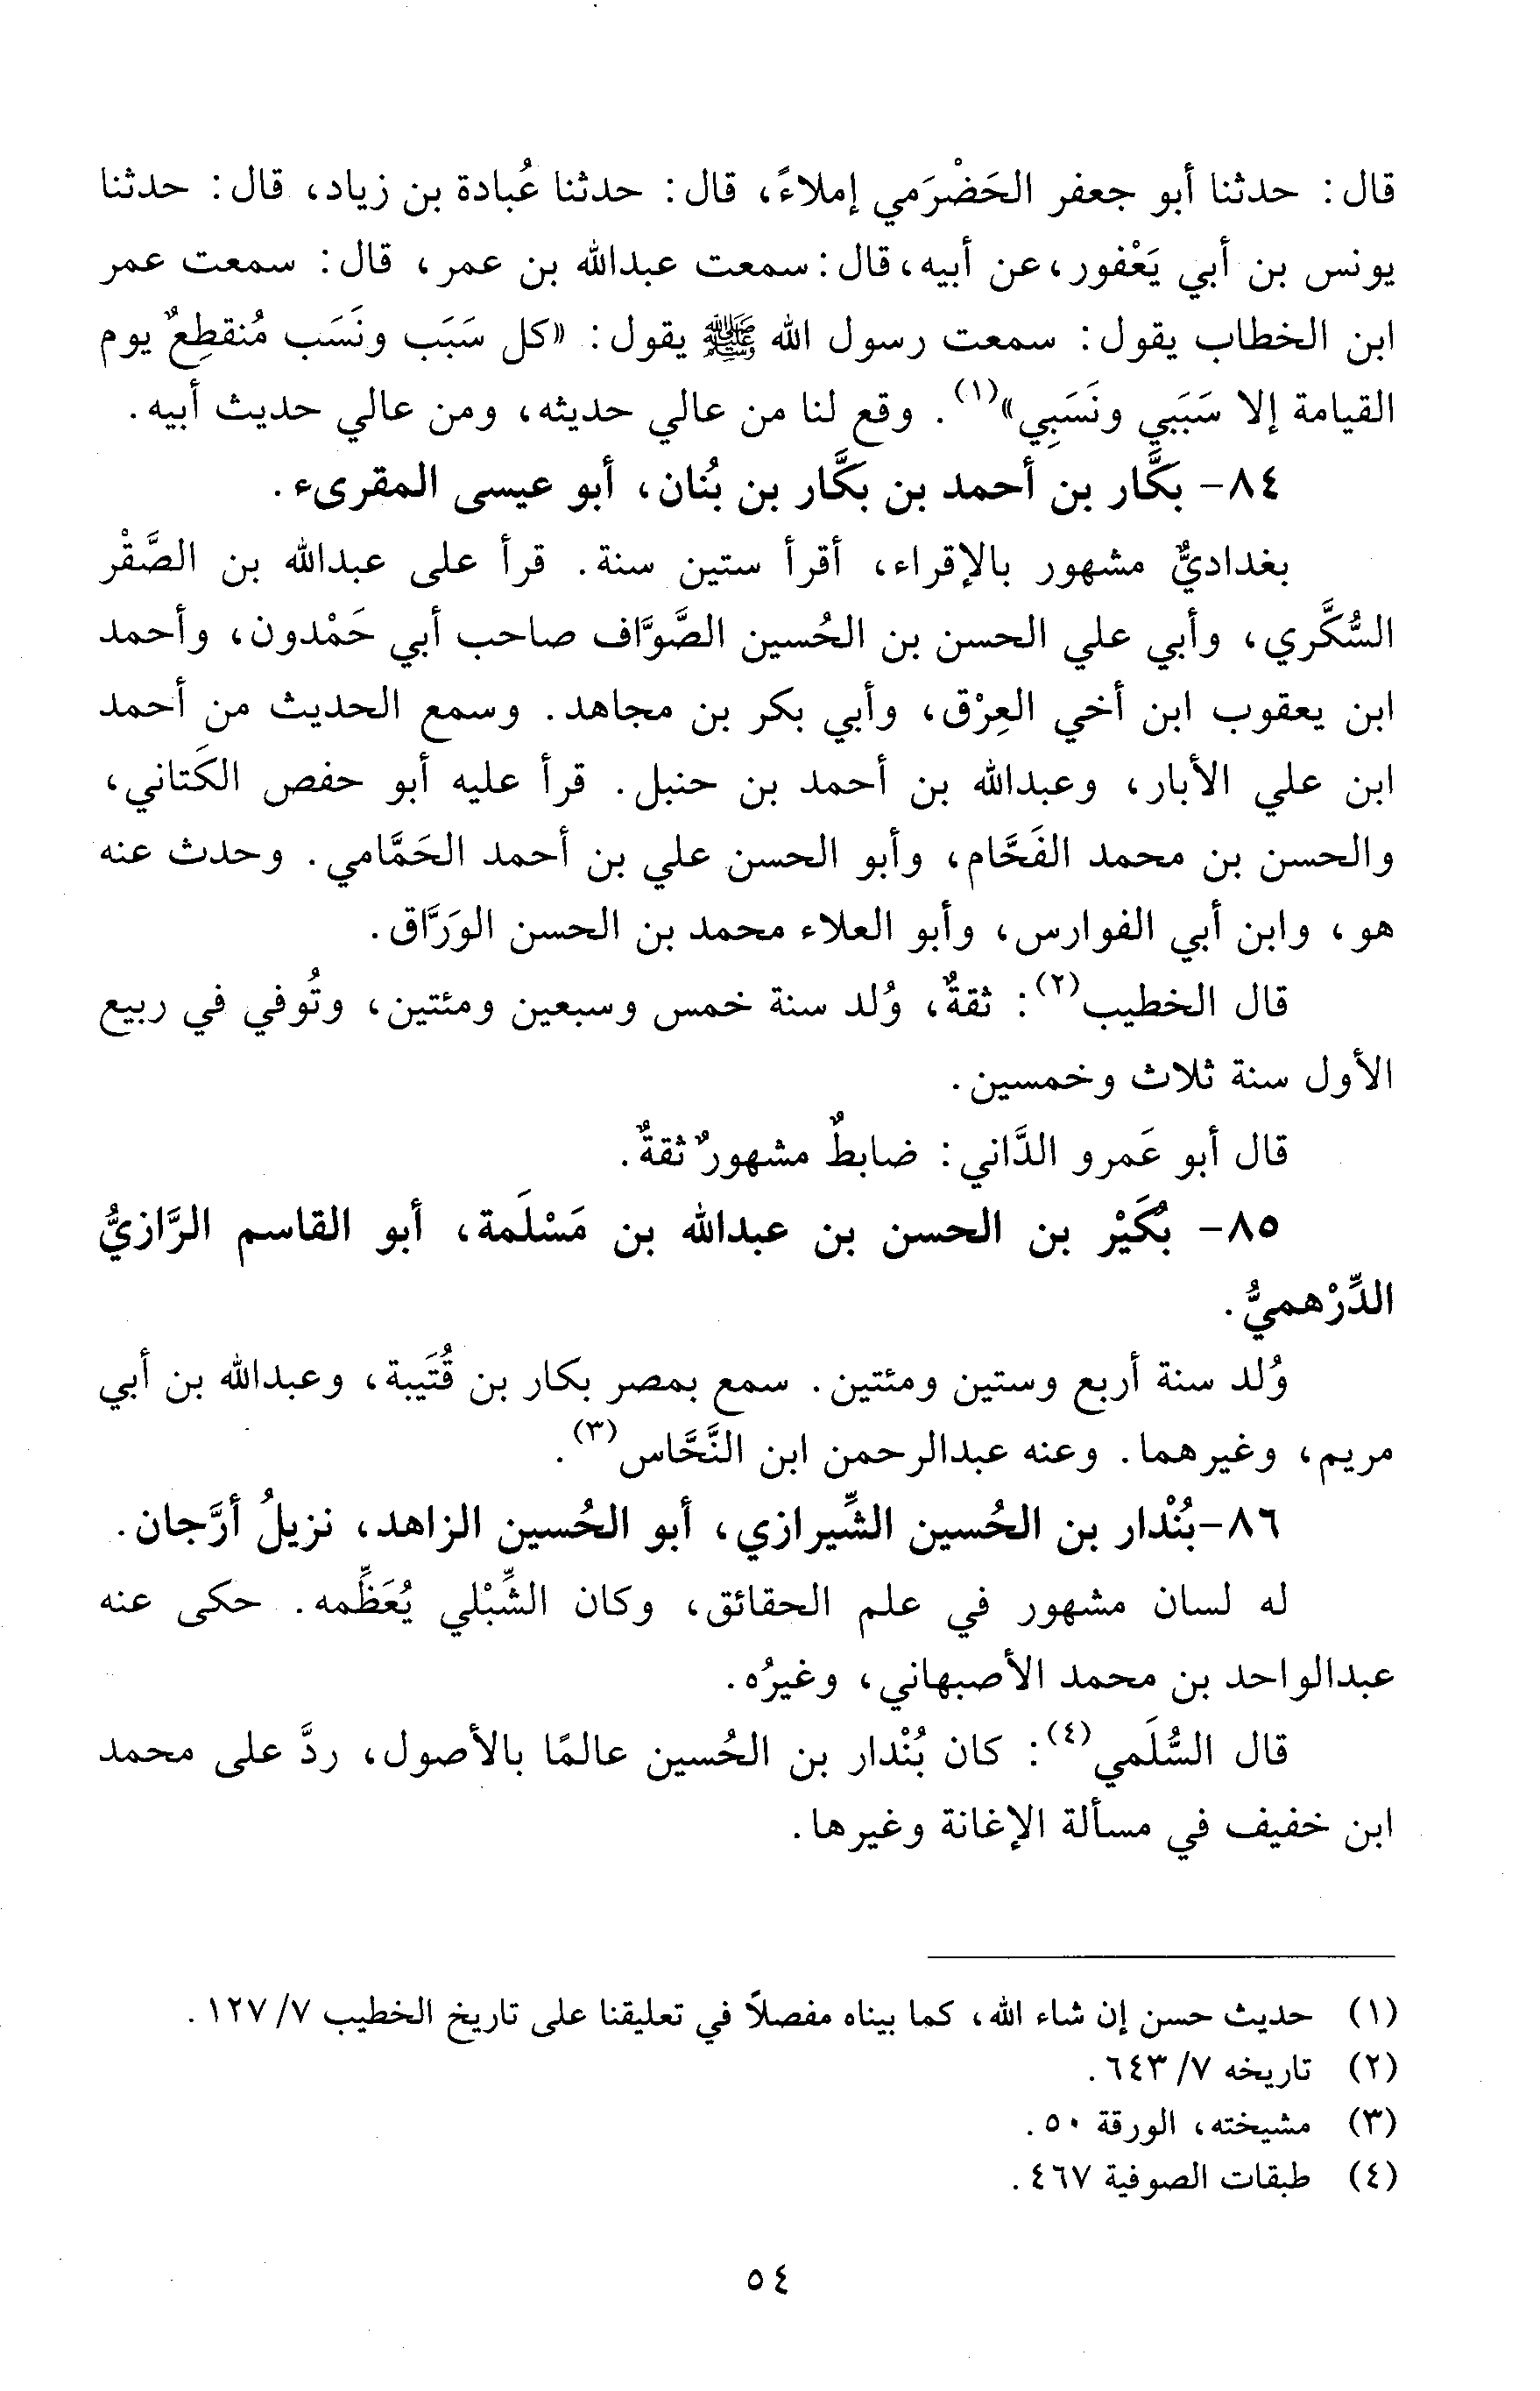 قال: حدثنا أبو جعفر الحَضْرَمي إملاءً، قال: حدثنا عُبادة بن زياد، قال: حدثنا
يونس بن أبي يَعْفور، عن أبيه، قال: سمعت عبدالله بن عمر، قال: سمعت عمر
ابن الخطاب يقول: سمعت رسول الله ﷺ يقول: «كل سَبَب ونَسَب مُنقطِعٌ يوم
القيامة إلا سَبَبي ونَسَبِي»(١). وقع لنا من عالي حديثه، ومن عالي حديث أبيه.
٨٤- بكَّار بن أحمد بن بكَّار بن بُنان، أبو عيسى المقرىء.
بغداديٌّ مشهور بالإقراء، أقرأ ستين سنة. قرأ على عبدالله بن الصَّقْر
السُّكَّري، وأبي علي الحسن بن الحُسين الصَّوَّاف صاحب أبي حَمْدون، وأحمد
ابن يعقوب ابن أخي العِرْق، وأبي بكر بن مجاهد. وسمع الحديث من أحمد
ابن علي الأبار، وعبدالله بن أحمد بن حنبل. قرأ عليه أبو حفص الكَتاني،
والحسن بن محمد الفَحَّام، وأبو الحسن علي بن أحمد الحَمَّامي. وحدث عنه
هو، وابن أبي الفوارس، وأبو العلاء محمد بن الحسن الوَرَّاق.
قال الخطيب(٢): ثقةٌ، وُلد سنة خمس وسبعين ومئتين، وتُوفي في ربيع
الأول سنة ثلاث وخمسين.
قال أبو عَمرو الدَّاني: ضابطٌ مشهورٌ ثقةٌ.
٨٥- بُكَيْر بن الحسن بن عبدالله بن مَسْلَمة، أبو القاسم الرَّازيُّ
الدِّرْهميُّ.
وُلد سنة أربع وستين ومئتين. سمع بمصر بكار بن قُتَيبة، وعبدالله بن أبي
مريم، وغيرهما. وعنه عبدالرحمن ابن النَّحَّاس(٣).
٨٦-بُنْدار بن الحُسين الشِّيرازي، أبو الحُسين الزاهد، نزيلُ أرَّجان.
له لسان مشهور في علم الحقائق، وكان الشِّبْلي يُعَظِّمه. حكى عنه
عبدالواحد بن محمد الأصبهاني، وغيرُه.
قال السُّلَمي(٤): كان بُنْدار بن الحُسين عالمًا بالأصول، ردَّ على محمد
ابن خفيف في مسألة الإغانة وغيرها.
(١) حديث حسن إن شاء الله، كما بيناه مفصلاً في تعليقنا على تاريخ الخطيب ٧/ ١٢٧.
(٢) تاريخه ٧/ ٦٤٣.
(٣) مشيخته، الورقة ٥٠.
(٤) طبقات الصوفية ٤٦٧.
٥٤